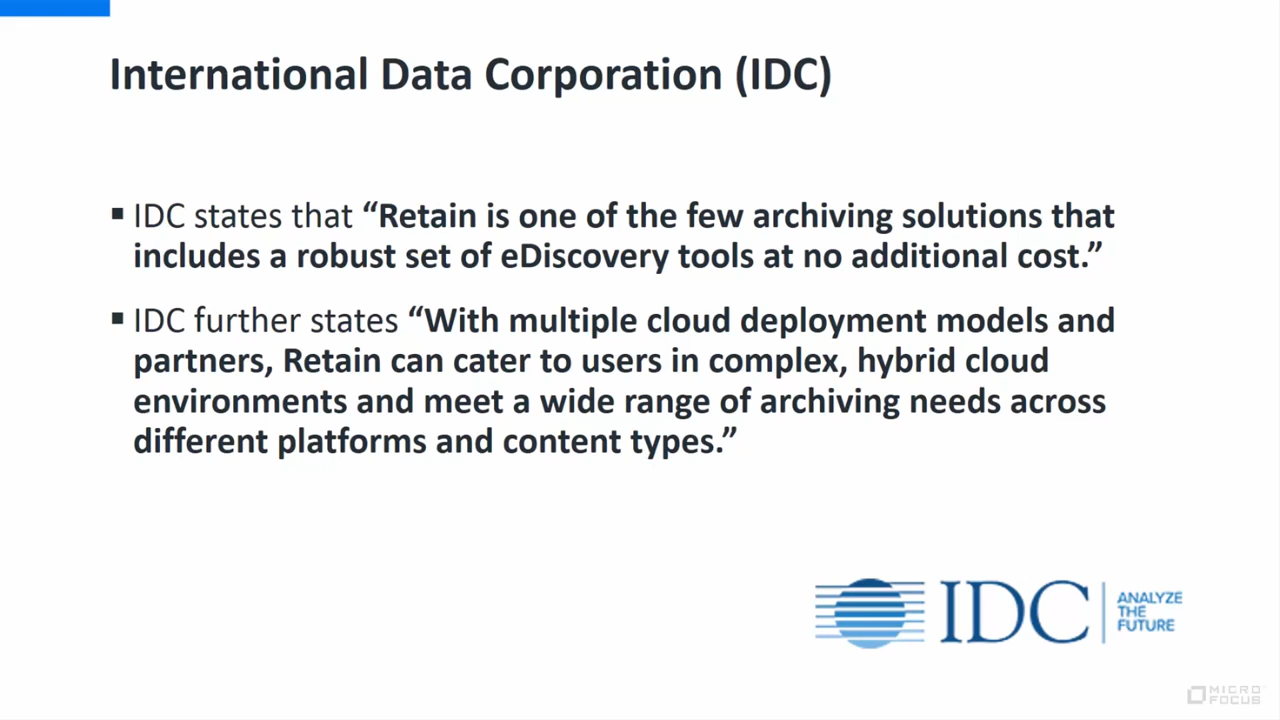 International Data Corporation (IDC)
▪ IDC states that “Retain is one of the few archiving solutions that
includes a robust set of eDiscovery tools at no additional cost.”
▪ IDC further states “With multiple cloud deployment models and
partners, Retain can cater to users in complex, hybrid cloud
environments and meet a wide range of archiving needs across
different platforms and content types.”
IDC
ANALYZE
THE
FUTURE
MICRO
FOCUS